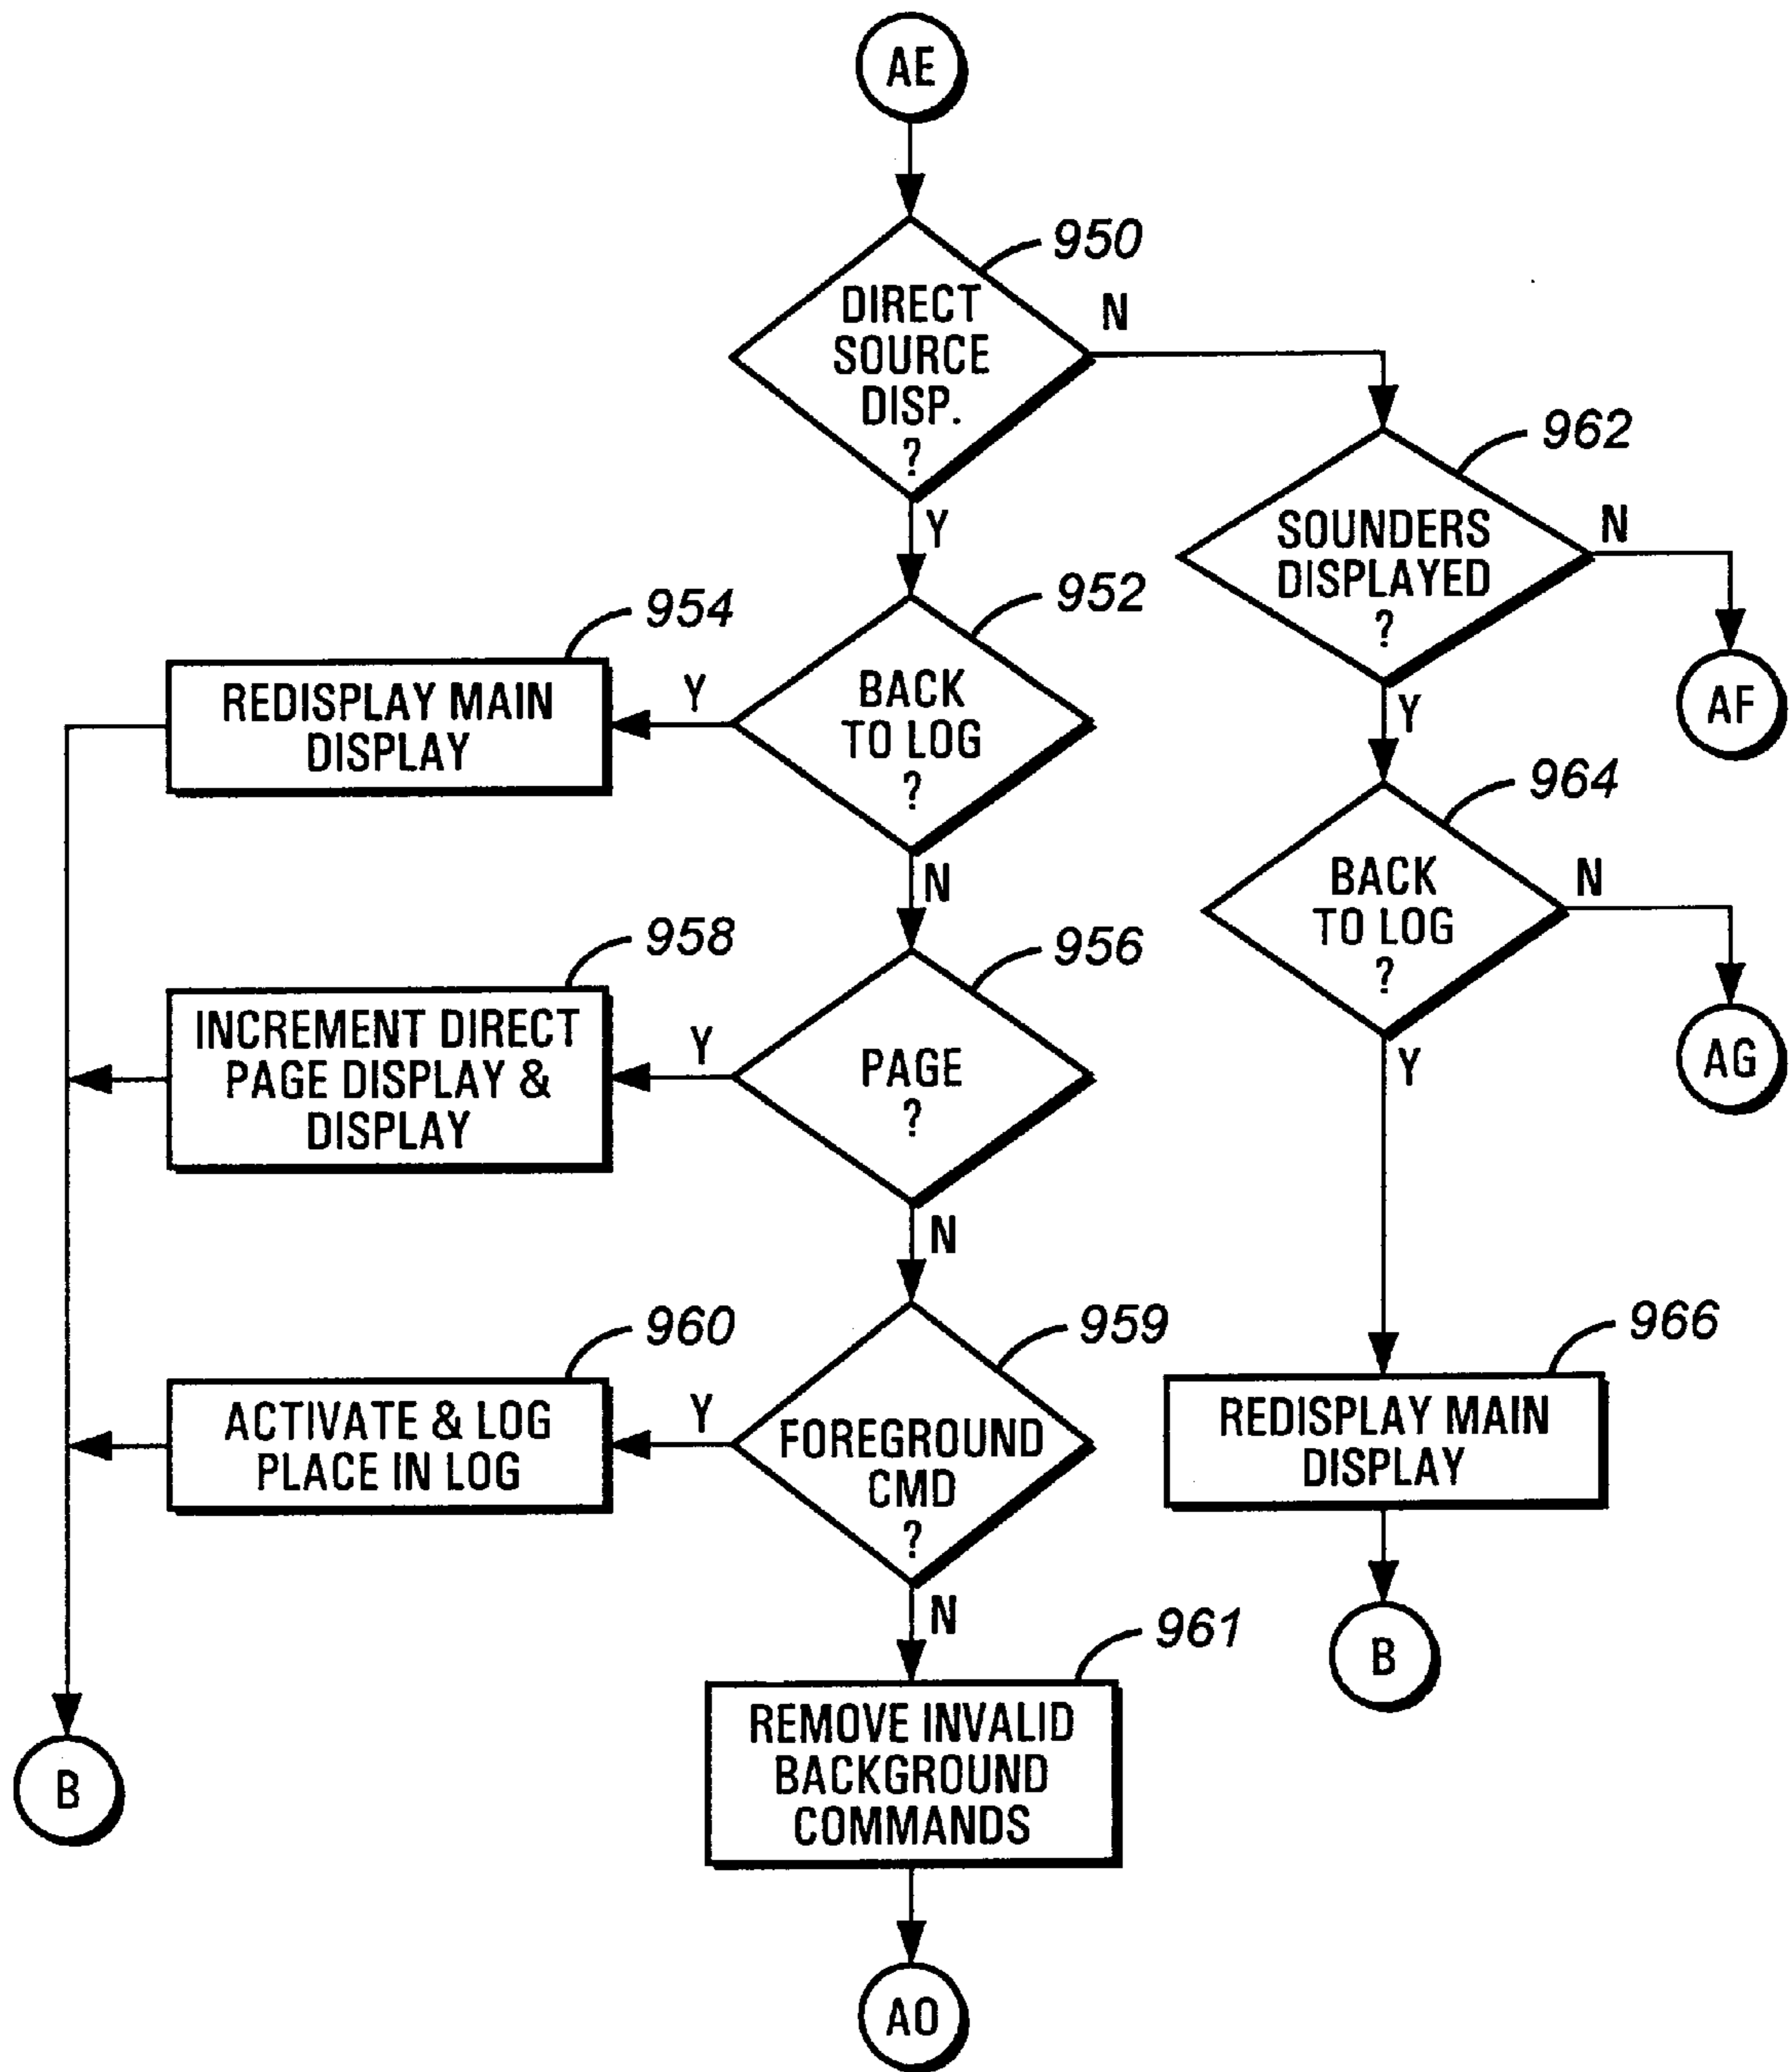 AE
950
DIRECT
SOURCE
DISP.
?
N
Y
962
SOUNDERS
DISPLAYED
?
N
Y
AF
952
BACK
TO LOG
?
Y
N
954
REDISPLAY MAIN
DISPLAY
964
BACK
TO LOG
?
N
Y
AG
956
PAGE
?
Y
N
958
INCREMENT DIRECT
PAGE DISPLAY &
DISPLAY
959
FOREGROUND
CMD
?
Y
N
960
ACTIVATE & LOG
PLACE IN LOG
966
REDISPLAY MAIN
DISPLAY
B
961
REMOVE INVALID
BACKGROUND
COMMANDS
B
AO